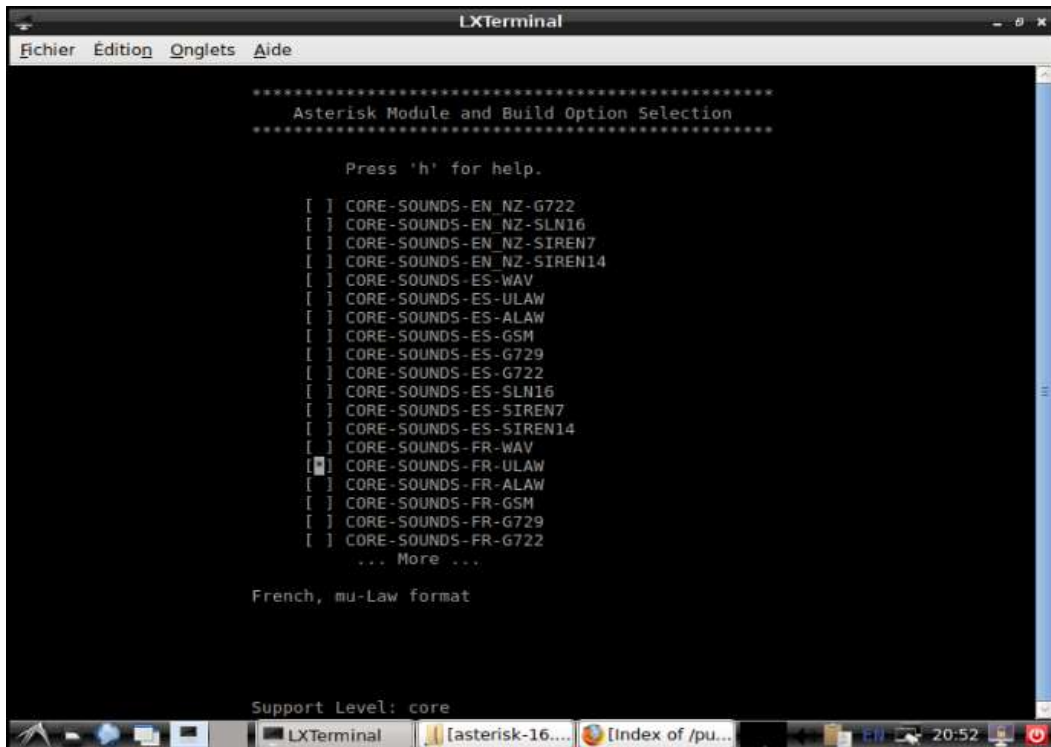 LXTerminal
Fichier Édition Onglets Aide
**************************************************
Asterisk Module and Build Option Selection
**************************************************
Press 'h' for help.
[ ] CORE-SOUNDS-EN_NZ-G722
[ ] CORE-SOUNDS-EN_NZ-SLN16
[ ] CORE-SOUNDS-EN_NZ-SIREN7
[ ] CORE-SOUNDS-EN_NZ-SIREN14
[ ] CORE-SOUNDS-ES-WAV
[ ] CORE-SOUNDS-ES-ULAW
[ ] CORE-SOUNDS-ES-ALAW
[ ] CORE-SOUNDS-ES-GSM
[ ] CORE-SOUNDS-ES-G729
[ ] CORE-SOUNDS-ES-G722
[ ] CORE-SOUNDS-ES-SLN16
[ ] CORE-SOUNDS-ES-SIREN7
[ ] CORE-SOUNDS-ES-SIREN14
[ ] CORE-SOUNDS-FR-WAV
[*] CORE-SOUNDS-FR-ULAW
[ ] CORE-SOUNDS-FR-ALAW
[ ] CORE-SOUNDS-FR-GSM
[ ] CORE-SOUNDS-FR-G729
[ ] CORE-SOUNDS-FR-G722
... More ...
French, mu-Law format
Support Level: core
LXTerminal [asterisk-16.... [Index of /pu... EN 20:52